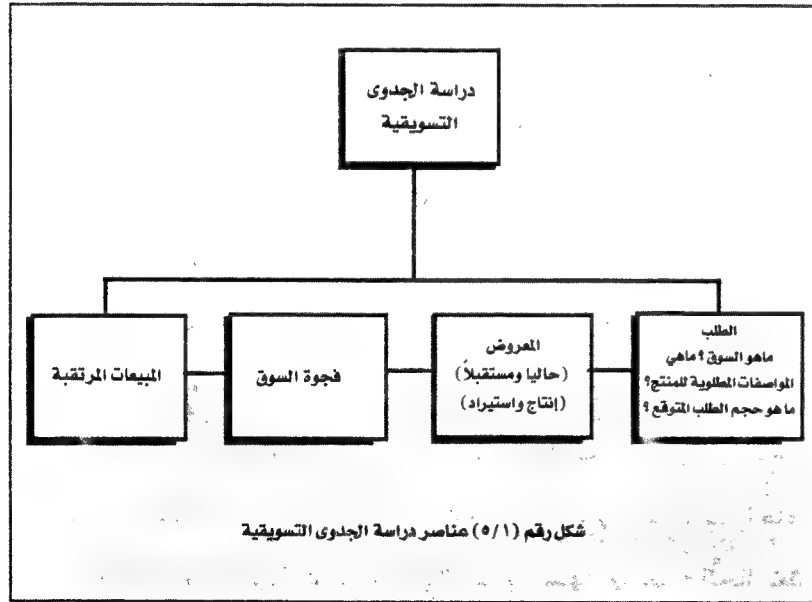 دراسة الجدوى
التسويقية
الطلب
ماهو السوق ؟ ماهي
المواصفات المطلوبة للمنتج؟
ما هو حجم الطلب المتوقع ؟
المعروض
(حاليا ومستقبلاً)
(إنتاج واستيراد)
فجوة السوق
المبيعات المرتقبة
شكل رقم (٥/١) عناصر دراسة الجدوى التسويقية